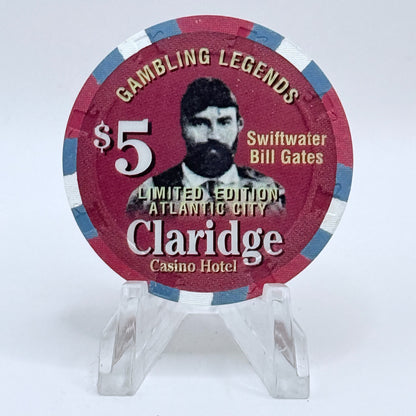 GAMBLING LEGENDS
$5
Swiftwater
Bill Gates
LIMITED EDITION
ATLANTIC CITY
Claridge
Casino Hotel